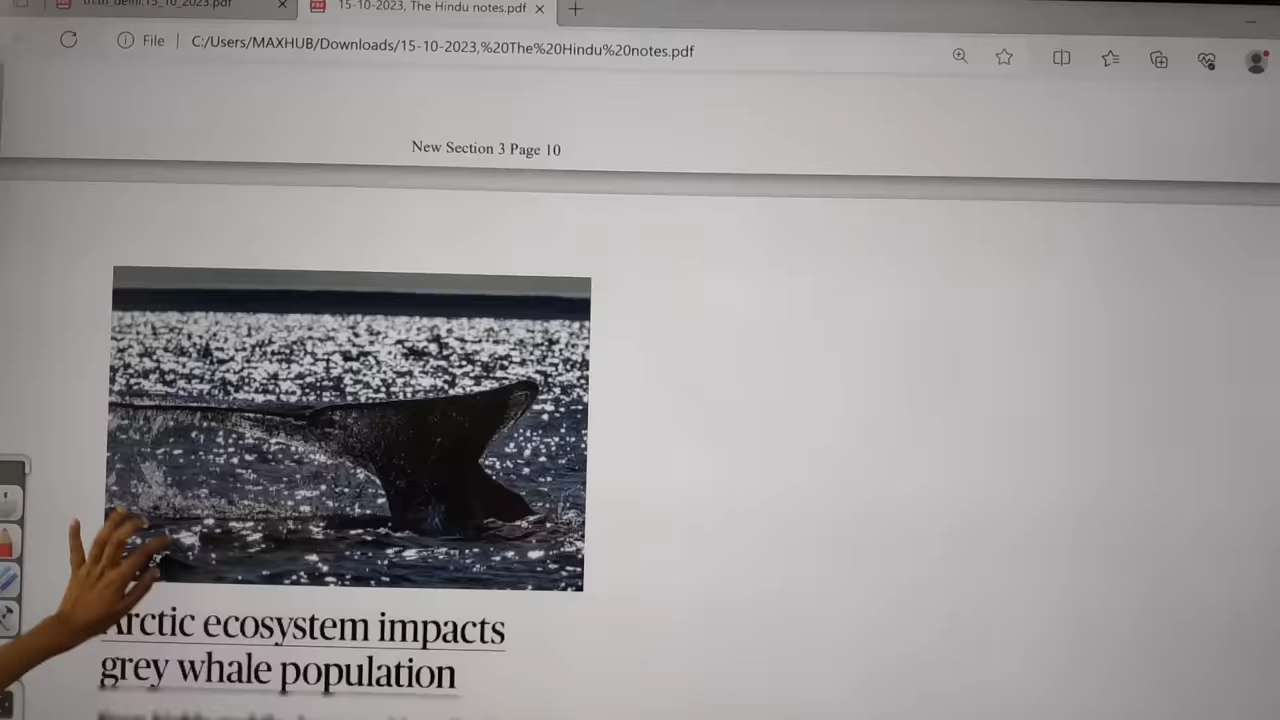 15-10-2023, The Hindu notes.pdf
File
C:/Users/MAXHUB/Downloads/15-10-2023,%20The%20Hindu%20notes.pdf
New Section 3 Page 10
Arctic ecosystem impacts
grey whale population